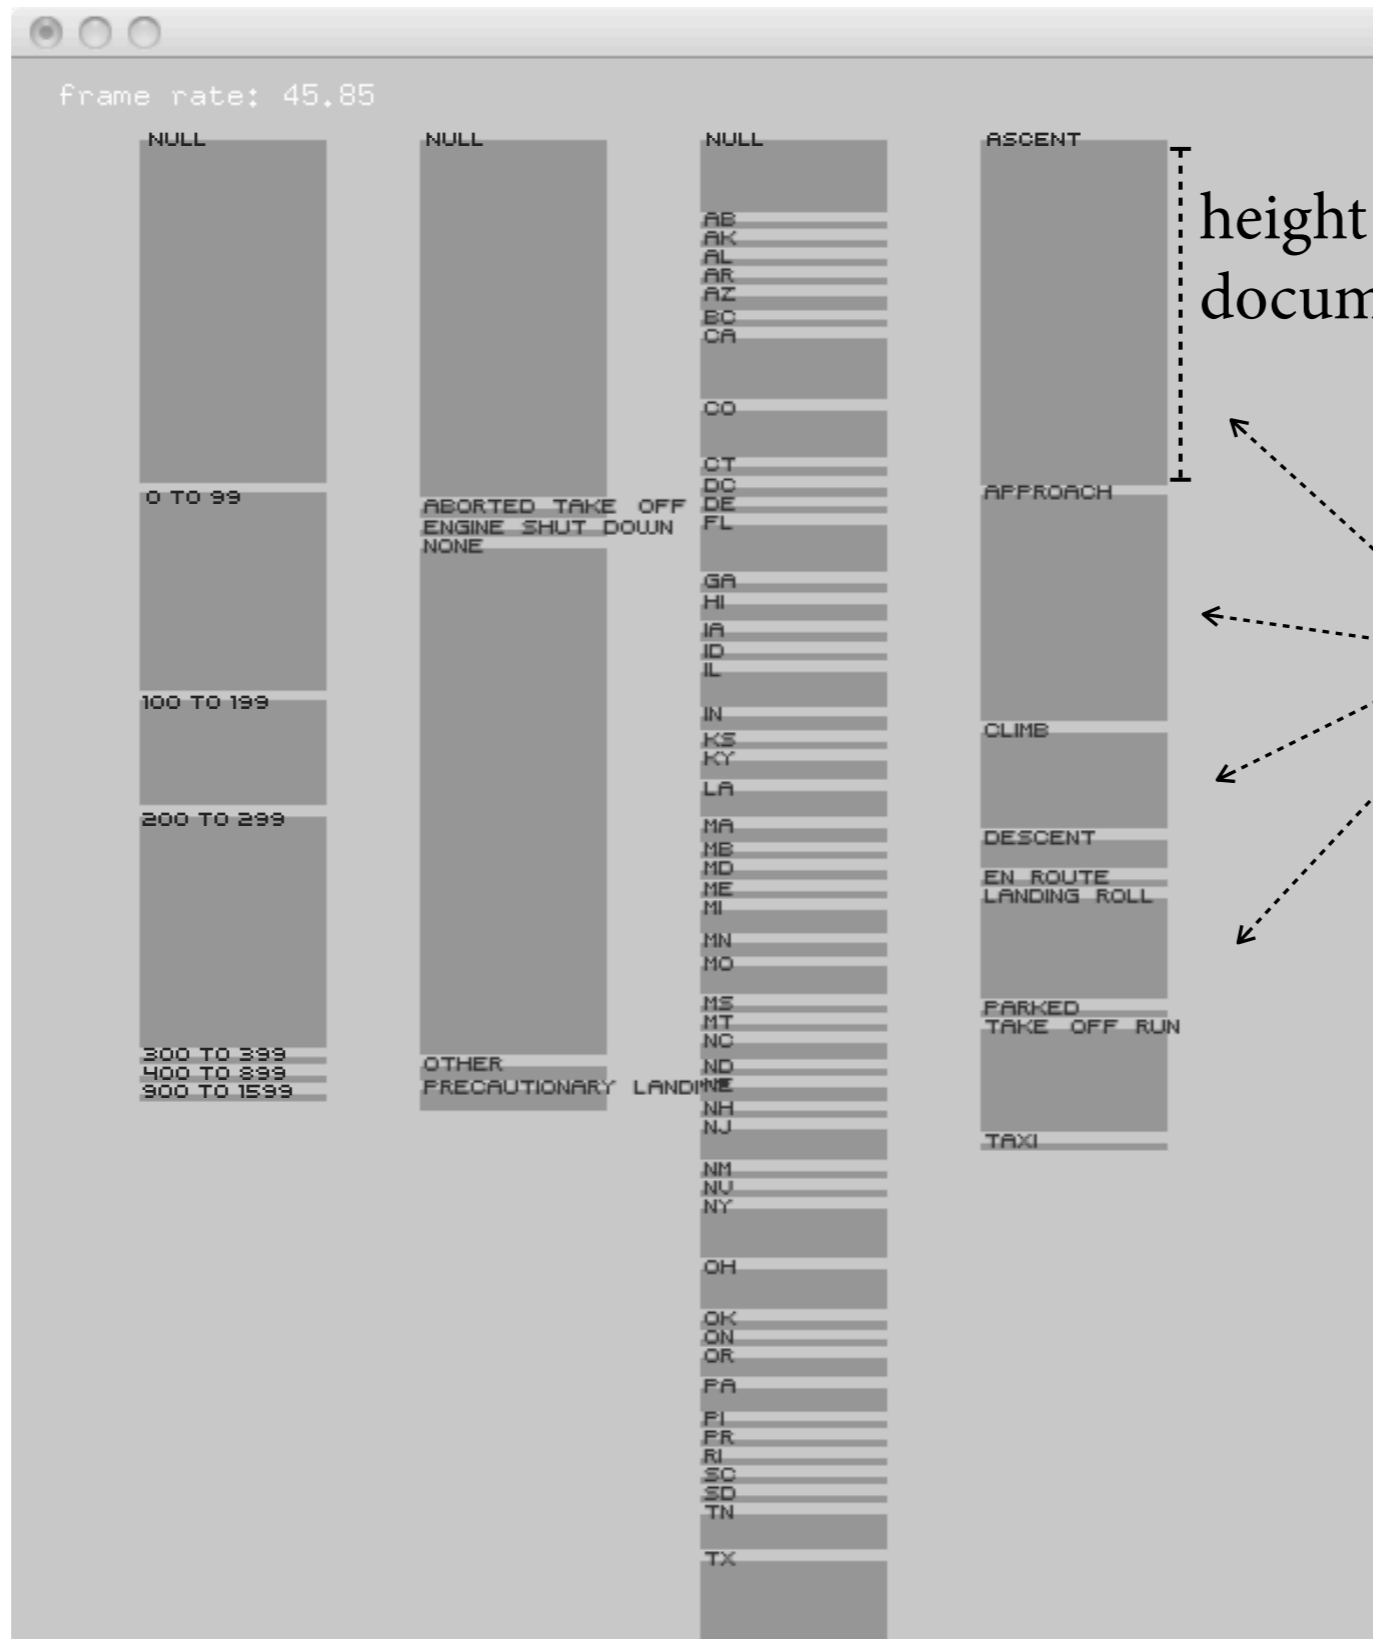 frame rate: 45.85
NULL
0 TO 99
100 TO 199
200 TO 299
300 TO 399
400 TO 899
900 TO 1599
NULL
ABORTED TAKE OFF
ENGINE SHUT DOWN
NONE
OTHER
PRECAUTIONARY
NULL
AB
AK
AL
AR
AZ
BC
CA
CO
CT
DC
DE
FL
GA
HI
IA
ID
IL
IN
KS
KY
LA
MA
MB
MD
ME
MI
MN
MO
MS
MT
NC
ND
NE
NH
NJ
NM
NV
NY
OH
OK
ON
OR
PA
PI
PR
RI
SC
SD
TN
TX
ASCENT
APPROACH
CLIMB
DESCENT
EN ROUTE
LANDING ROLL
PARKED
TAKE OFF RUN
TAXI
height
docum